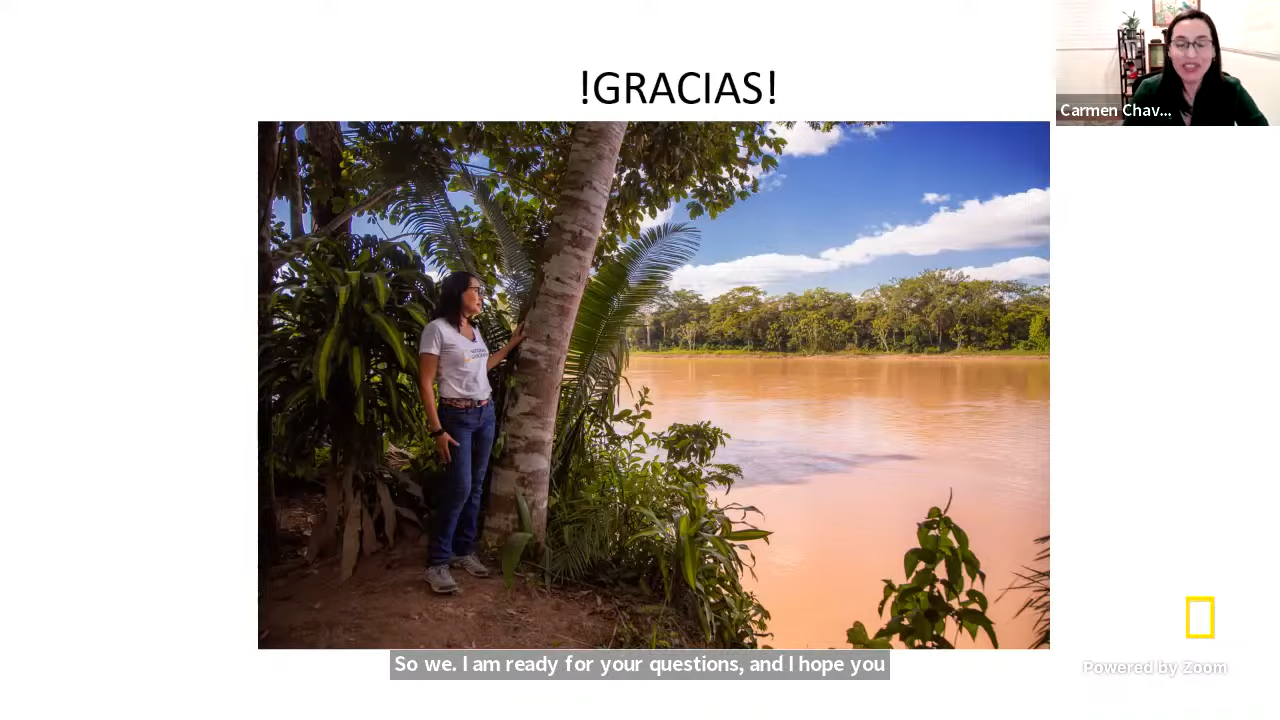 !GRACIAS!
Carmen Chav...
So we. I am ready for your questions, and I hope you
Powered by Zoom